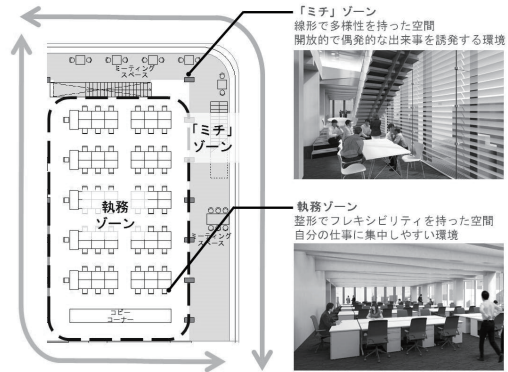 「ミチ」ゾーン
線形で多様性を持った空間
開放的で偶発的な出来事を誘発する環境
ミーティング
スペース
「ミチ」
ゾーン
執務
ゾーン
執務ゾーン
整形でフレキシビリティを持った空間
自分の仕事に集中しやすい環境
ミーティング
スペース
コピー
コーナー